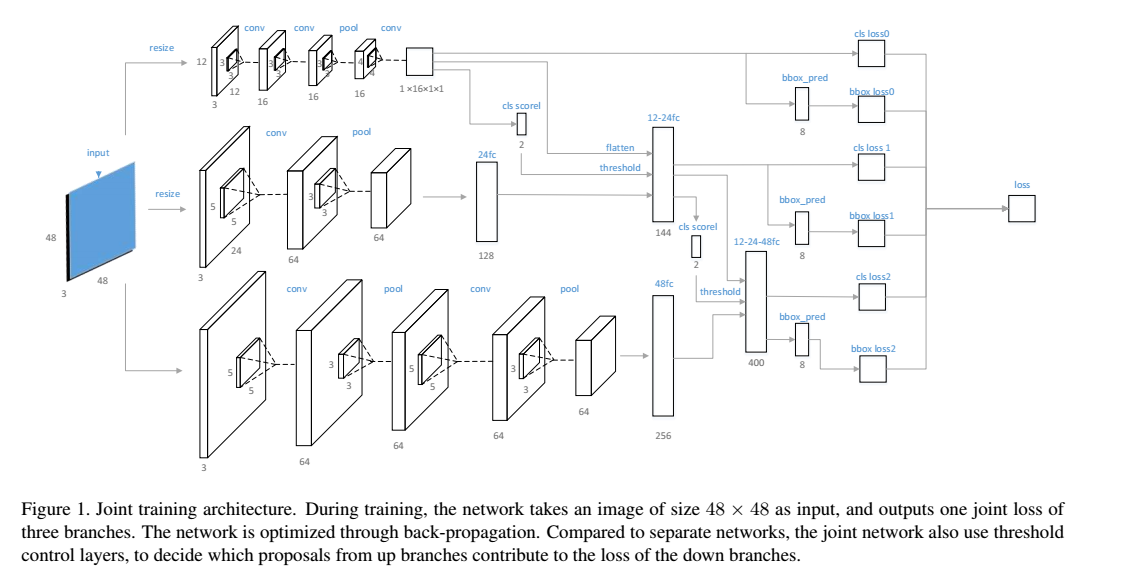 conv conv pool conv
resize
12 3 3 12 3
3 3 16
3 3 16
4 4 16
1×16×1×1
cls loss0
bbox_pred
8
bbox loss0
cls scorel
2
12-24fc
flatten
threshold
144
input
48
48
3
resize
conv pool
5 5 24 3
3 3 64
64
24fc
128
cls loss 1
bbox_pred
8
bbox loss1
cls scorel
2
12-24-48fc
threshold
400
loss
conv pool conv pool
5 5 3
3 3 64
5 5 64
3 3 64
64
48fc
256
cls loss2
bbox_pred
8
bbox loss2
Figure 1. Joint training architecture. During training, the network takes an image of size 48 × 48 as input, and outputs one joint loss of
three branches. The network is optimized through back-propagation. Compared to separate networks, the joint network also use threshold
control layers, to decide which proposals from up branches contribute to the loss of the down branches.